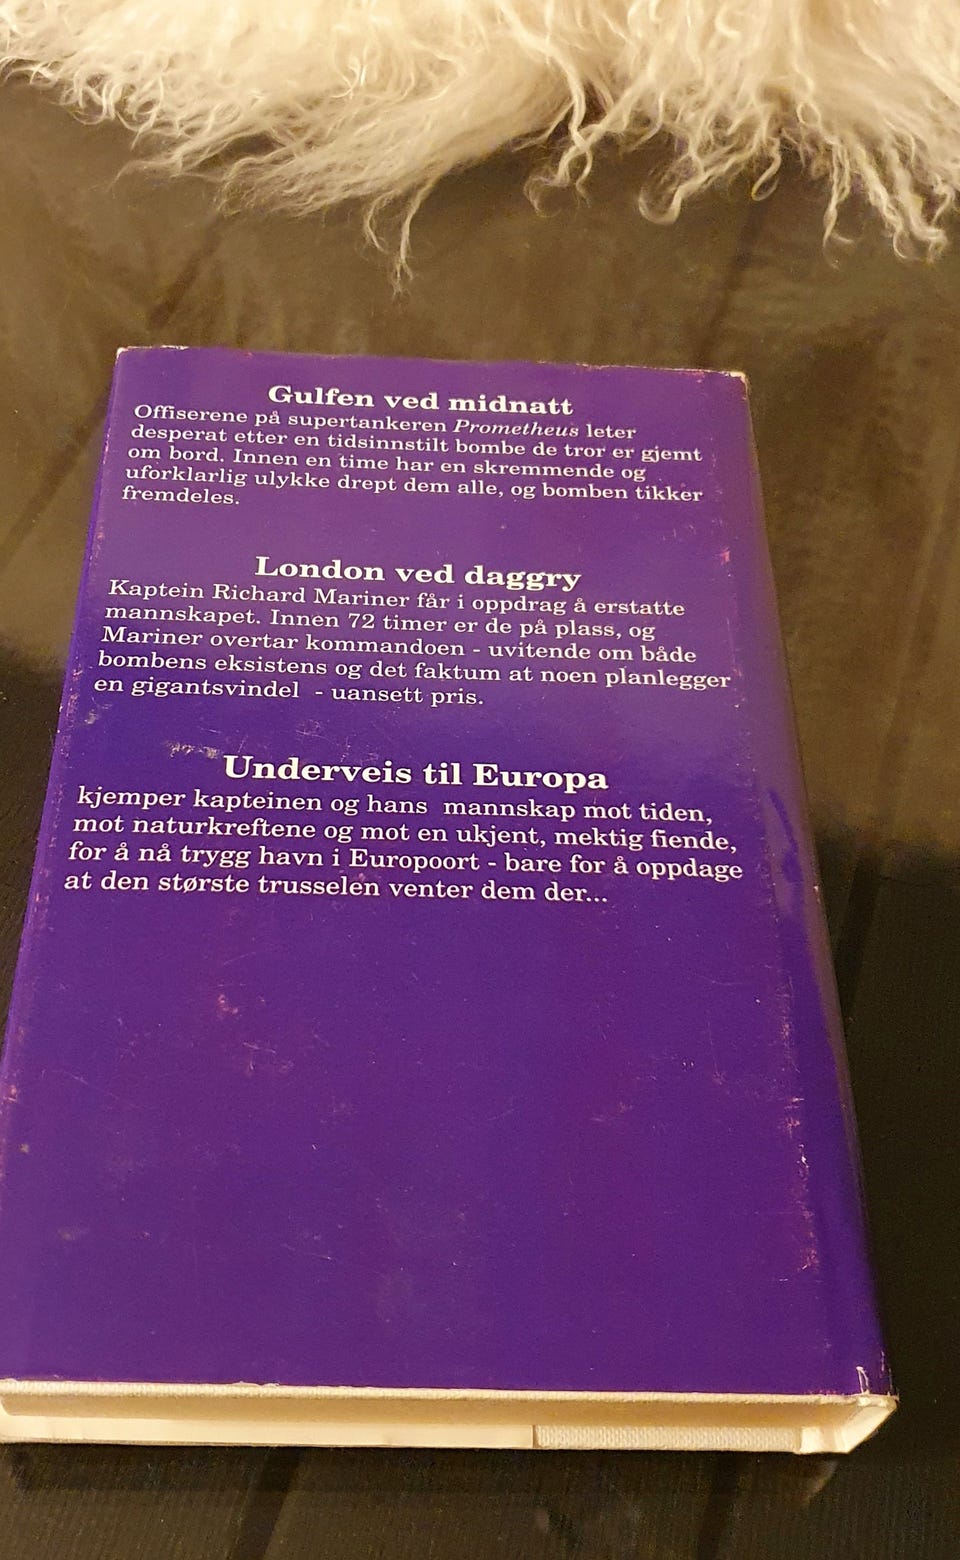 Gulfen ved midnatt
Offiserene på supertankeren Prometheus leter
desperat etter en tidsinnstilt bombe de tror er gjemt
om bord. Innen en time har en skremmende og
uforklarlig ulykke drept dem alle, og bomben tikker
fremdeles.
London ved daggry
Kaptein Richard Mariner får i oppdrag å erstatte
mannskapet. Innen 72 timer er de på plass, og
Mariner overtar kommandoen - uvitende om både
bombens eksistens og det faktum at noen planlegger
en gigantsvindel - uansett pris.
Underveis til Europa
kjemper kapteinen og hans mannskap mot tiden,
mot naturkreftene og mot en ukjent, mektig fiende,
for å nå trygg havn i Europoort - bare for å oppdage
at den største trusselen venter dem der...